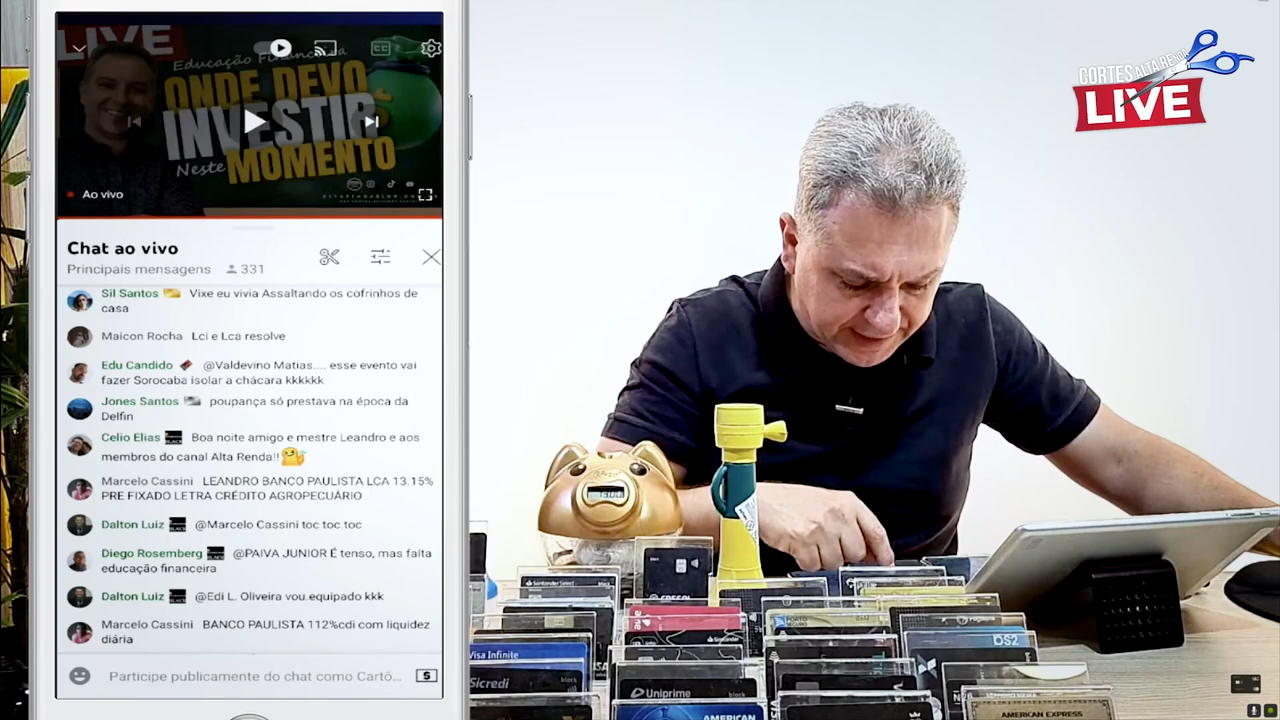 LIVE
Educação Financeira
ONDE DEVO
INVESTIR
Neste MOMENTO
Ao vivo
Chat ao vivo
Principais mensagens 331
Sil Santos Vixe eu vivia Assaltando os cofrinhos de
casa
Maicon Rocha Lci e Lca resolve
Edu Candido @Valdevino Matias.... esse evento vai
fazer Sorocaba isolar a chácara kkkkkk
Jones Santos poupança só prestava na época da
Delfin
Celio Elias Boa noite amigo e mestre Leandro e aos
membros do canal Alta Renda!!
Marcelo Cassini LEANDRO BANCO PAULISTA LCA 13.15%
PRE FIXADO LETRA CRÉDITO AGROPECUÁRIO
Dalton Luiz @Marcelo Cassini toc toc toc
Diego Rosemberg @PAIVA JUNIOR É tenso, mas falta
educação financeira
Dalton Luiz @Edi L. Oliveira vou equipado kkk
Marcelo Cassini BANCO PAULISTA 112%cdi com liquidez
diária
Participe publicamente do chat como Cartõ...
CORTES ALTA RENDA
LIVE
Santander Select
black
Santander
PORTO SEGURO
DS2
Visa Infinite
Sicredi
black
Uniprime
black
AMERICAN
AMERICAN EXPRESS